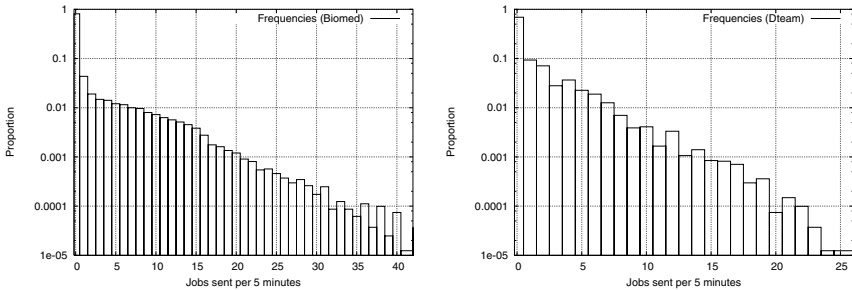 Frequencies (Biomed)
Proportion
1
0.1
0.01
0.001
0.0001
1e-05
0 5 10 15 20 25 30 35 40
Jobs sent per 5 minutes
Frequencies (Dteam)
Proportion
1
0.1
0.01
0.001
0.0001
1e-05
0 5 10 15 20 25
Jobs sent per 5 minutes